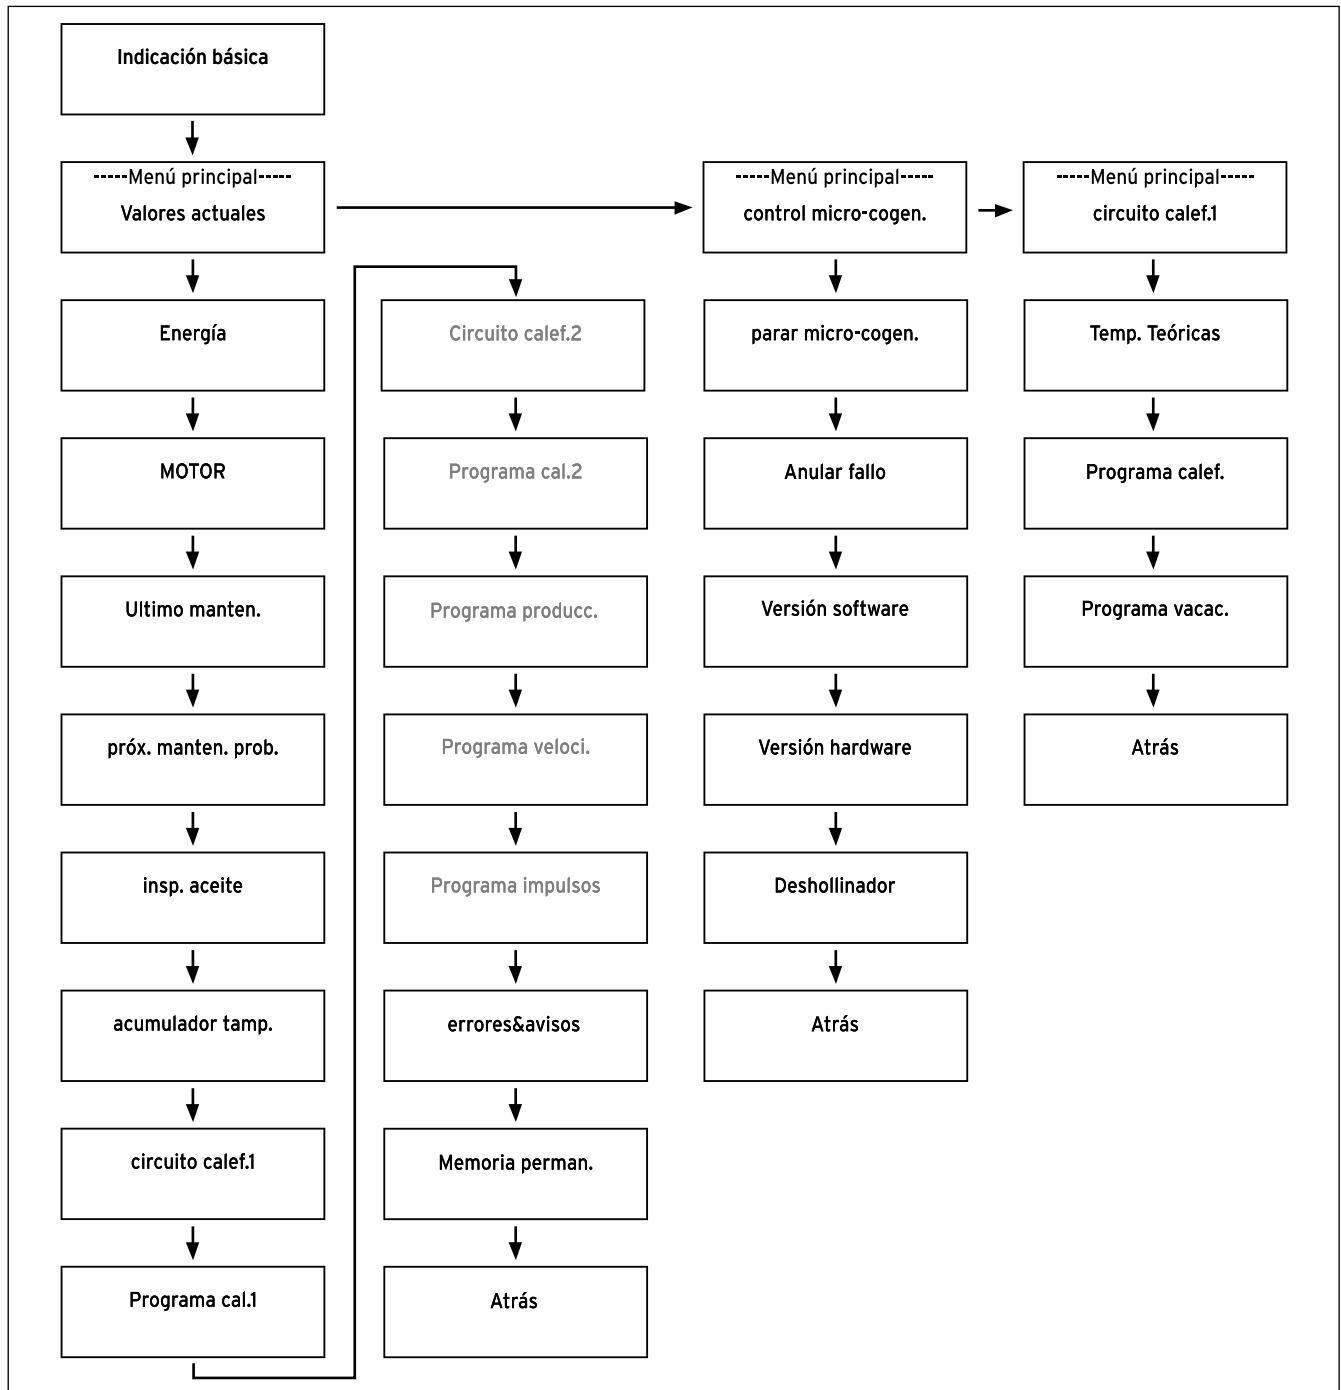 Indicación básica
-----Menú principal-----
Valores actuales
Energía
MOTOR
Ultimo manten.
próx. manten. prob.
insp. aceite
acumulador tamp.
circuito calef.1
Programa cal.1
Circuito calef.2
Programa cal.2
Programa producc.
Programa veloci.
Programa impulsos
errores&avisos
Memoria perman.
Atrás
-----Menú principal-----
control micro-cogen.
parar micro-cogen.
Anular fallo
Versión software
Versión hardware
Deshollinador
Atrás
-----Menú principal-----
circuito calef.1
Temp. Teóricas
Programa calef.
Programa vacac.
Atrás